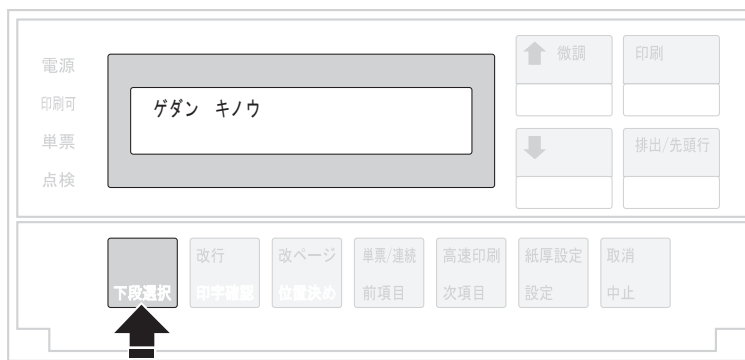 電源
印刷可
単票
点検
ゲダン キノウ
微調
印刷
排出/先頭行
下段選択
改行
印字確認
改ページ
位置決め
単票/連続
前項目
高速印刷
次項目
紙厚設定
設定
取消
中止